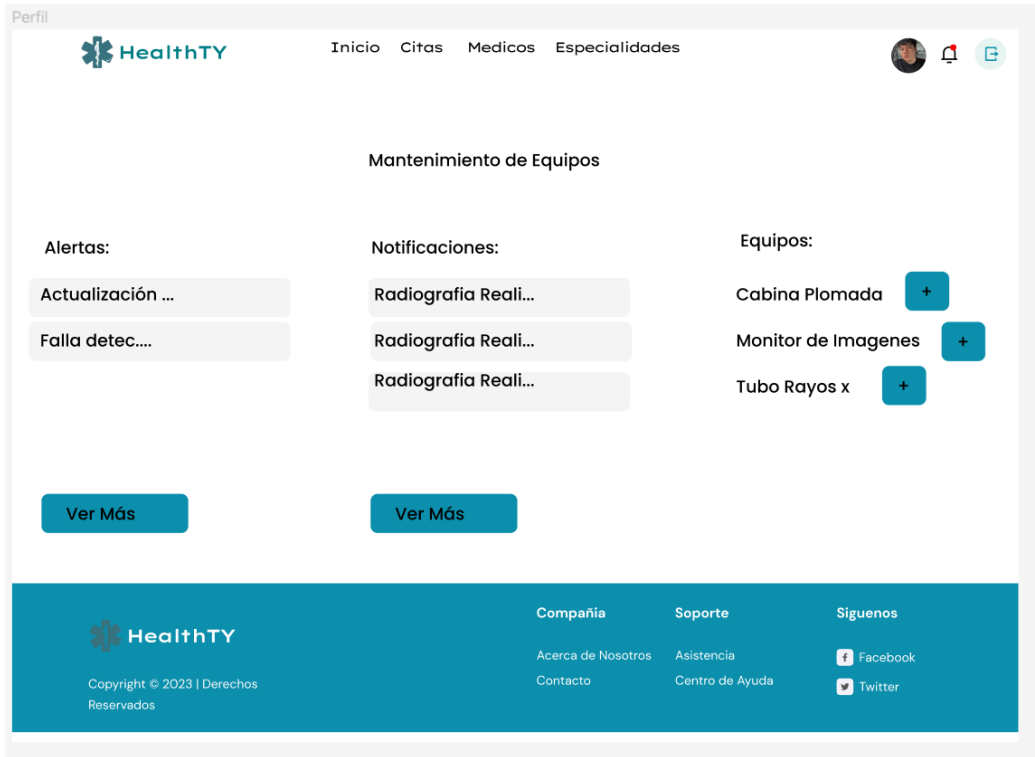 Perfil
HealthTY
Inicio Citas Medicos Especialidades
Mantenimiento de Equipos
Alertas:
Actualización ...
Falla detec....
Ver Más
Notificaciones:
Radiografia Reali...
Radiografia Reali...
Radiografia Reali...
Ver Más
Equipos:
Cabina Plomada +
Monitor de Imagenes +
Tubo Rayos x +
HealthTY
Copyright © 2023 | Derechos
Reservados
Compañia
Acerca de Nosotros
Contacto
Soporte
Asistencia
Centro de Ayuda
Siguenos
Facebook
Twitter